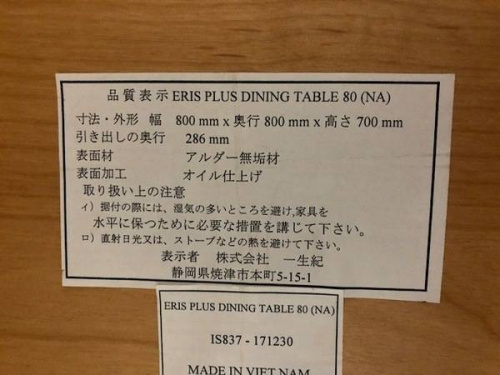 品質表示 ERIS PLUS DINING TABLE 80 (NA)
寸法・外形 幅 800 mm x 奥行 800 mm x 高さ 700 mm
引き出しの奥行 286 mm
表面材 アルダー無垢材
表面加工 オイル仕上げ
取り扱い上の注意
ィ）据付の際には、湿気の多いところを避け,家具を
水平に保つために必要な措置を講じて下さい。
ロ）直射日光又は、ストーブなどの熱を避けて下さい。
表示者 株式会社 一生紀
静岡県焼津市本町5-15-1
ERIS PLUS DINING TABLE 80 (NA)
IS837 - 171230
MADE IN VIET NAM